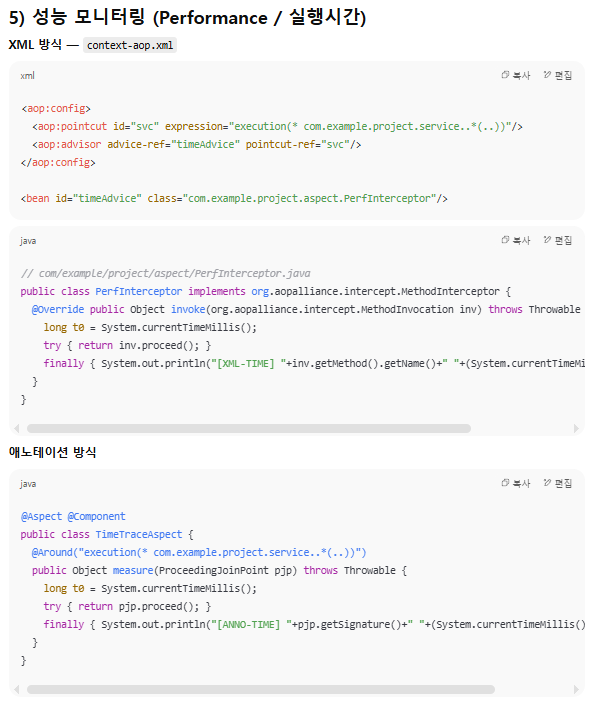 5) 성능 모니터링 (Performance / 실행시간)
XML 방식 — context-aop.xml
xml
복사 편집
<aop:config>
<aop:pointcut id="svc" expression="execution(* com.example.project.service..*(..))"/>
<aop:advisor advice-ref="timeAdvice" pointcut-ref="svc"/>
</aop:config>
<bean id="timeAdvice" class="com.example.project.aspect.PerfInterceptor"/>
java
복사 편집
// com/example/project/aspect/PerfInterceptor.java
public class PerfInterceptor implements org.aopalliance.intercept.MethodInterceptor {
@Override public Object invoke(org.aopalliance.intercept.MethodInvocation inv) throws Throwable
long t0 = System.currentTimeMillis();
try { return inv.proceed(); }
finally { System.out.println("[XML-TIME] "+inv.getMethod().getName()+" "+(System.currentTimeMi
}
}
애노테이션 방식
java
복사 편집
@Aspect @Component
public class TimeTraceAspect {
@Around("execution(* com.example.project.service..*(..))")
public Object measure(ProceedingJoinPoint pjp) throws Throwable {
long t0 = System.currentTimeMillis();
try { return pjp.proceed(); }
finally { System.out.println("[ANNO-TIME] "+pjp.getSignature()+" "+(System.currentTimeMillis()
}
}